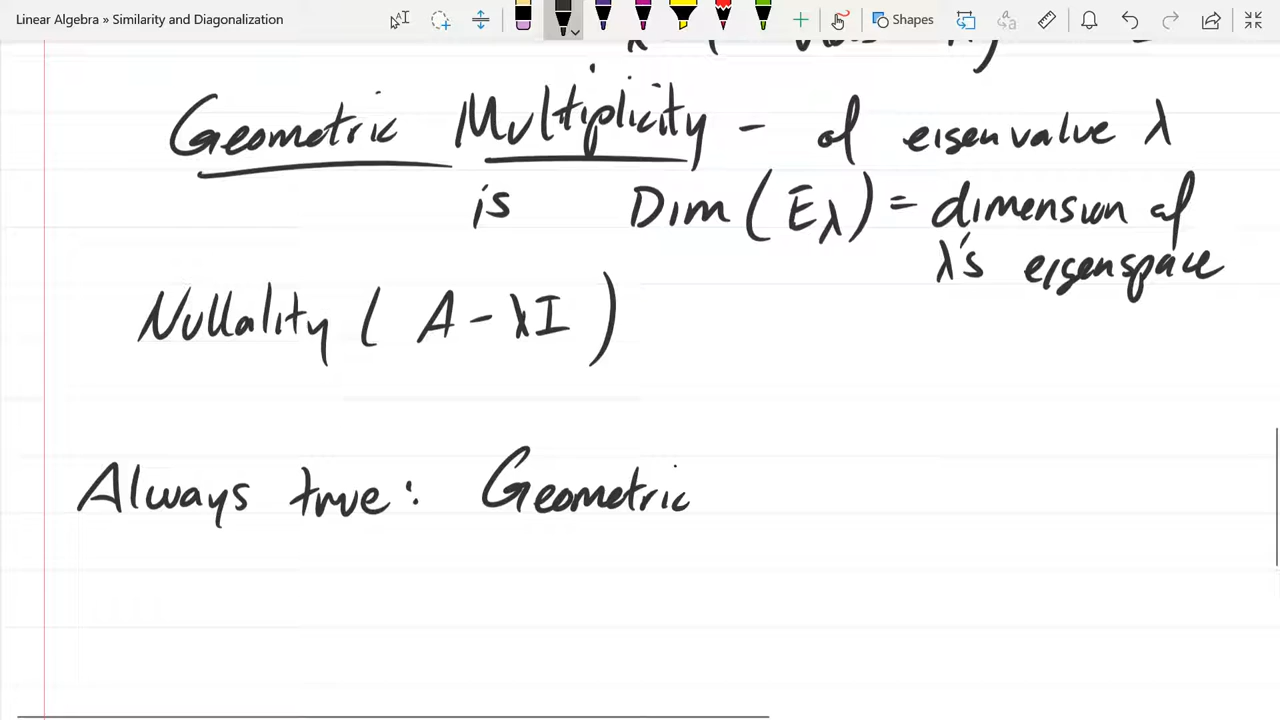 Linear Algebra » Similarity and Diagonalization
Shapes
Geometric Multiplicity - of eigenvalue λ
is Dim (Eλ) = dimension of
λ's eigenspace
Nullality ( A - λI )
Always true: Geometric